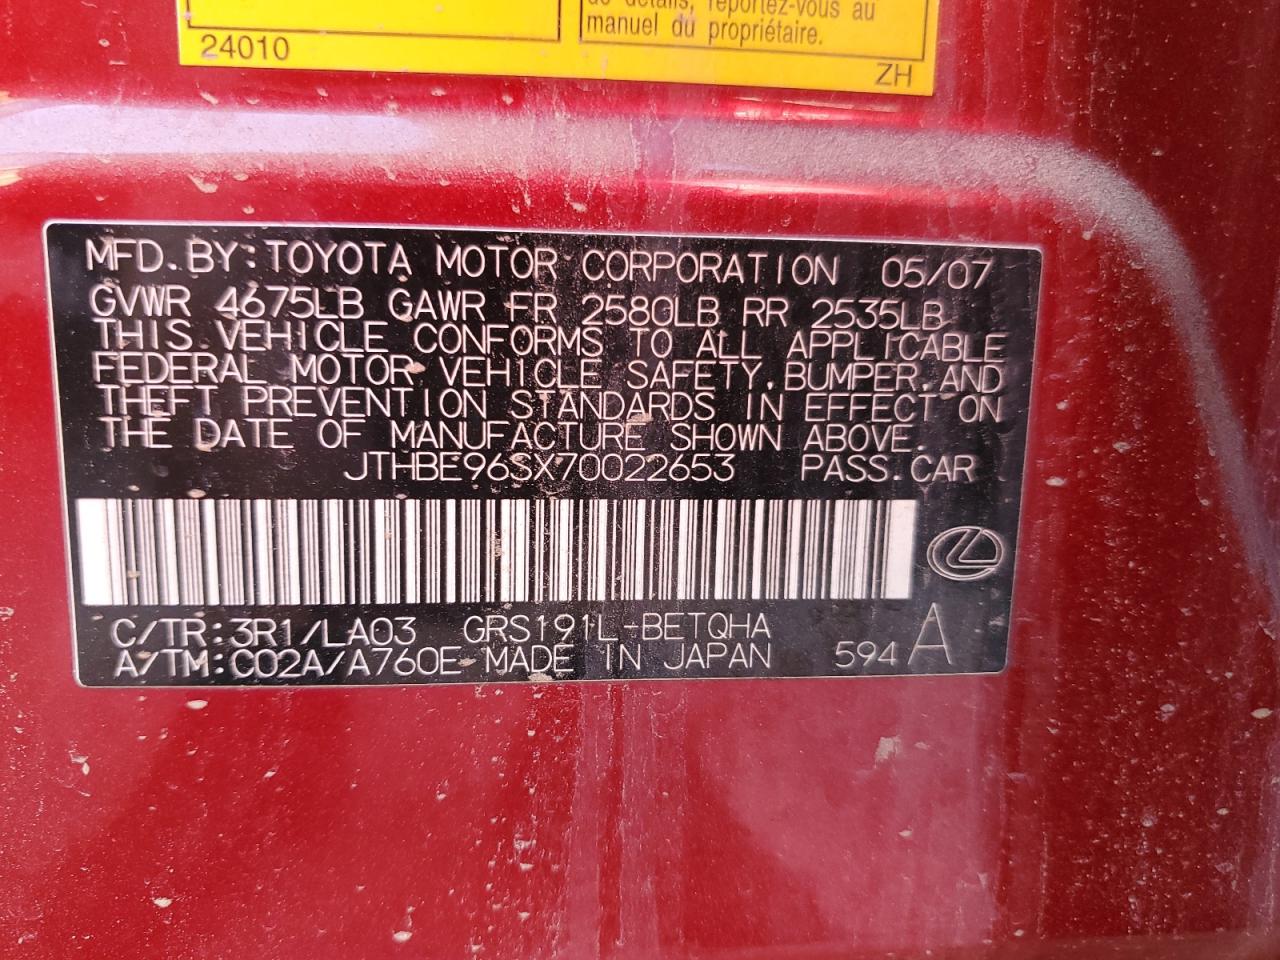 de détails, reportez-vous au
manuel du propriétaire.
24010
ZH
MFD. BY: TOYOTA MOTOR CORPORATION 05/07
GVWR 4675LB GAWR FR 2580LB RR 2535LB
THIS VEHICLE CONFORMS TO ALL APPLICABLE
FEDERAL MOTOR VEHICLE SAFETY, BUMPER, AND
THEFT PREVENTION STANDARDS IN EFFECT ON
THE DATE OF MANUFACTURE SHOWN ABOVE.
JTHBE96SX70022653 PASS. CAR
C/TR: 3R1/LA03 GRS191L-BETQHA
A/TM: C02A/A760E MADE IN JAPAN 594 A